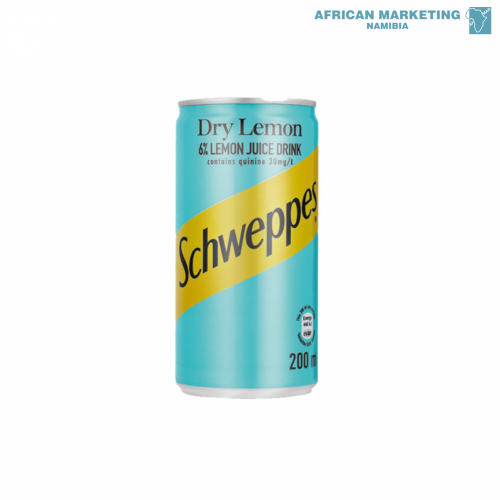 AFRICAN MARKETING
NAMIBIA
Dry Lemon
6% LEMON JUICE DRINK
contains quinine 30mg/ℓ
Schweppes
200 m